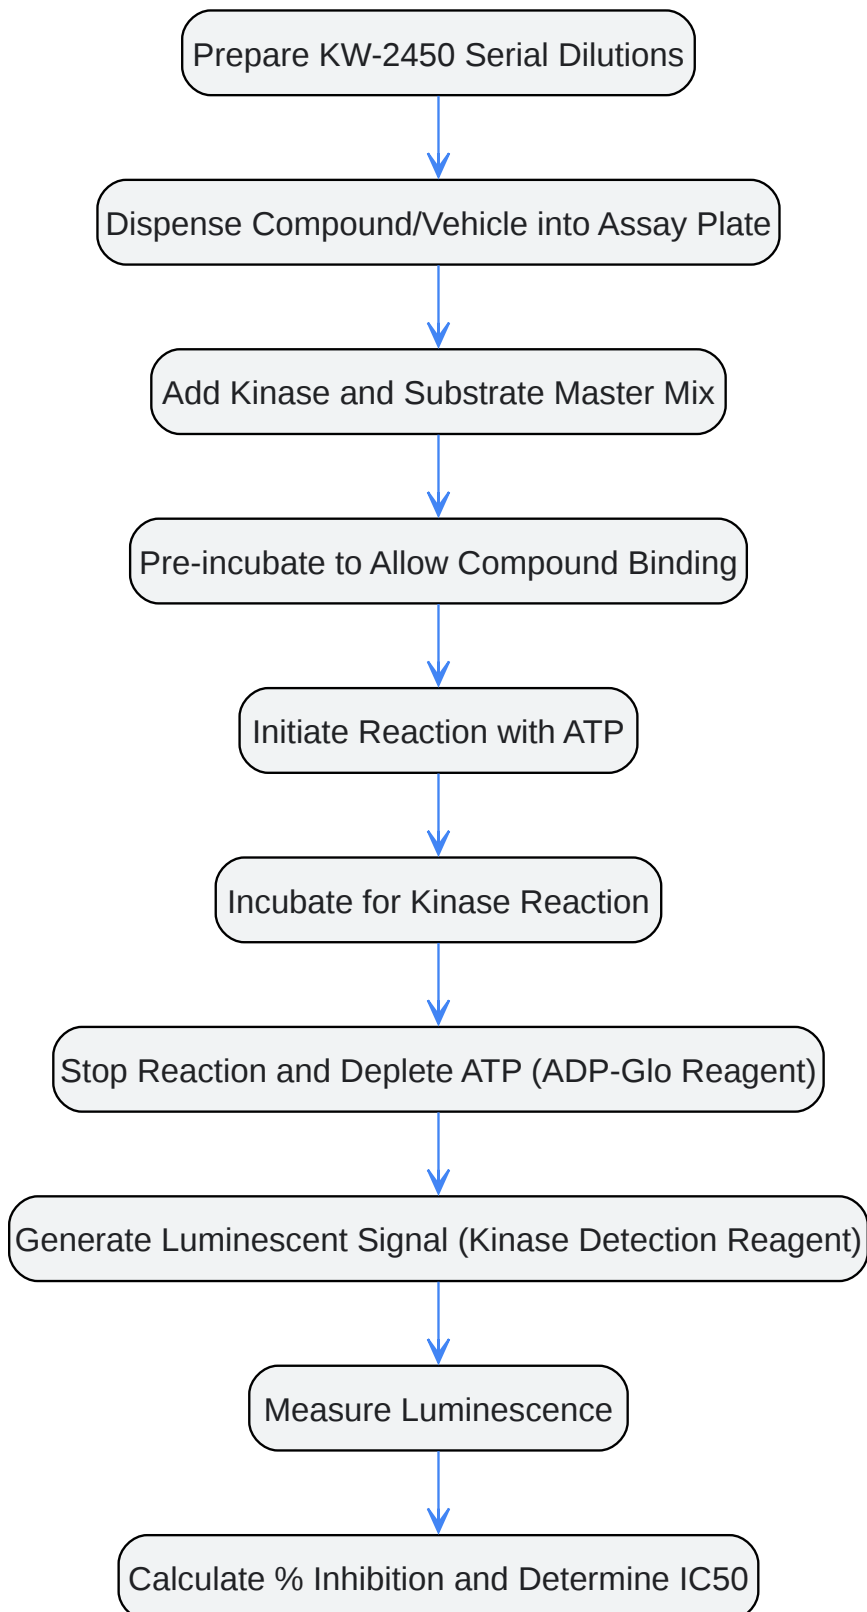 Prepare KW-2450 Serial Dilutions
Dispense Compound/Vehicle into Assay Plate
Add Kinase and Substrate Master Mix
Pre-incubate to Allow Compound Binding
Initiate Reaction with ATP
Incubate for Kinase Reaction
Stop Reaction and Deplete ATP (ADP-Glo Reagent)
Generate Luminescent Signal (Kinase Detection Reagent)
Measure Luminescence
Calculate % Inhibition and Determine IC50